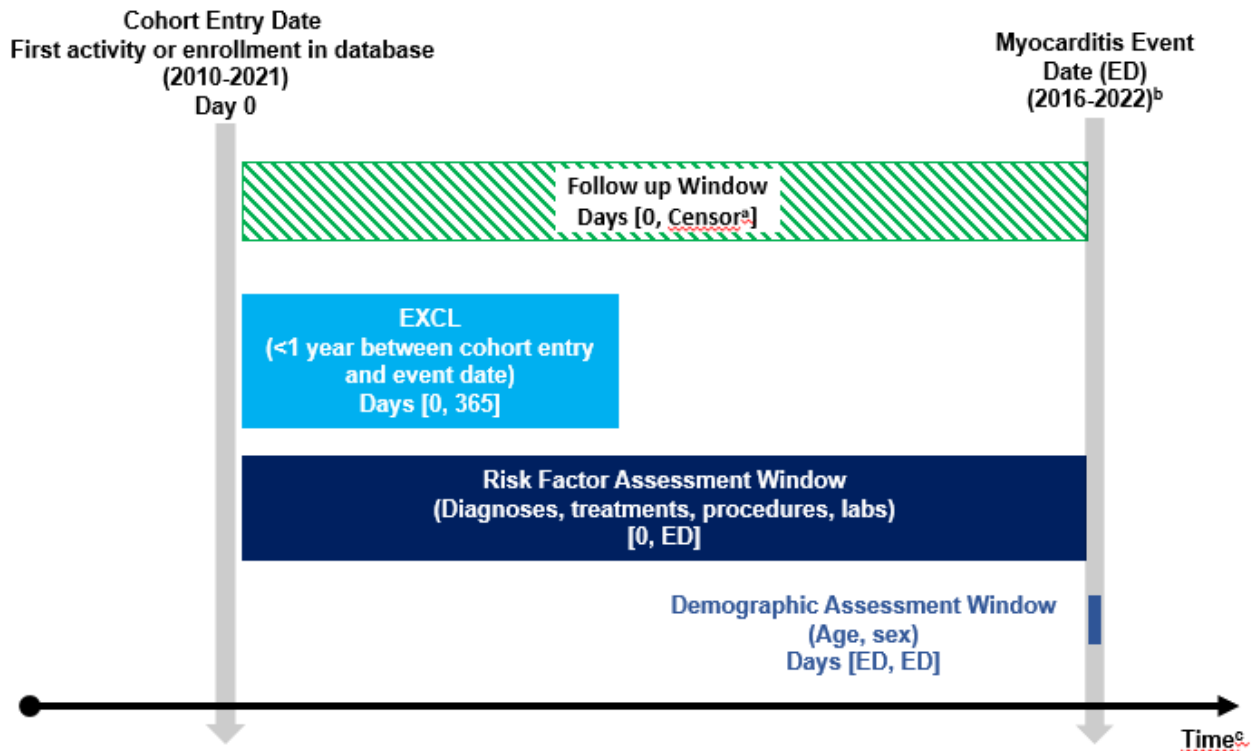 Cohort Entry Date
First activity or enrollment in database
(2010-2021)
Day 0
Myocarditis Event
Date (ED)
(2016-2022)ᵇ
Follow up Window
Days [0, Censorᵃ]
EXCL
(<1 year between cohort entry
and event date)
Days [0, 365]
Risk Factor Assessment Window
(Diagnoses, treatments, procedures, labs)
[0, ED]
Demographic Assessment Window
(Age, sex)
Days [ED, ED]
Timeᶜ